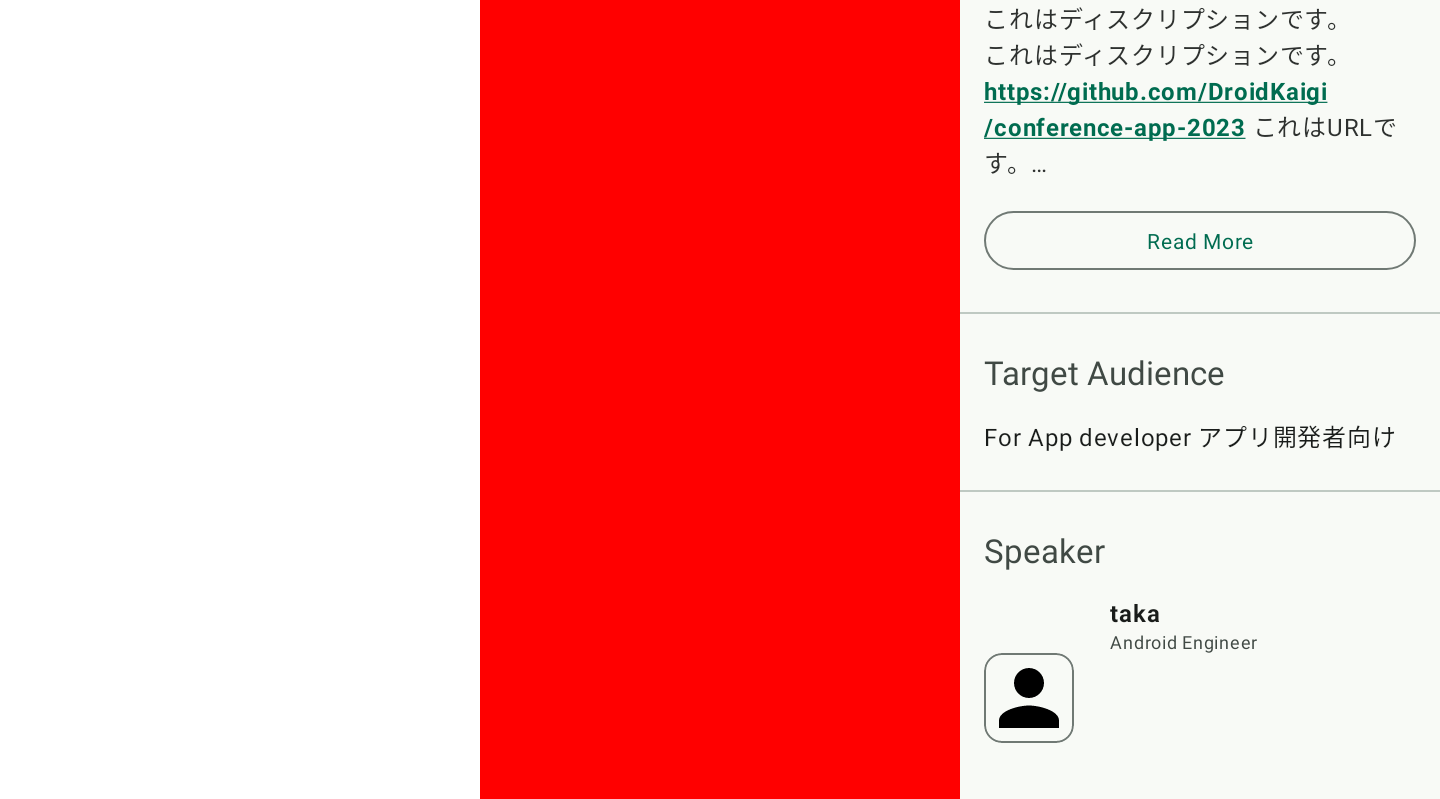 これはディスクリプションです。
これはディスクリプションです。
https://github.com/DroidKaigi
/conference-app-2023 これはURLで
す。…
Read More
Target Audience
For App developer アプリ開発者向け
Speaker
taka
Android Engineer